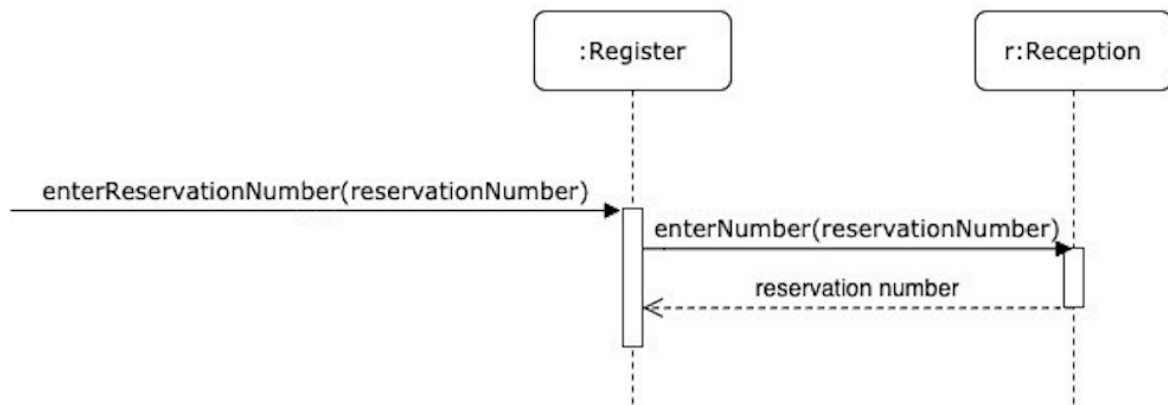 :Register
r:Reception
enterReservationNumber(reservationNumber)
enterNumber(reservationNumber)
reservation number